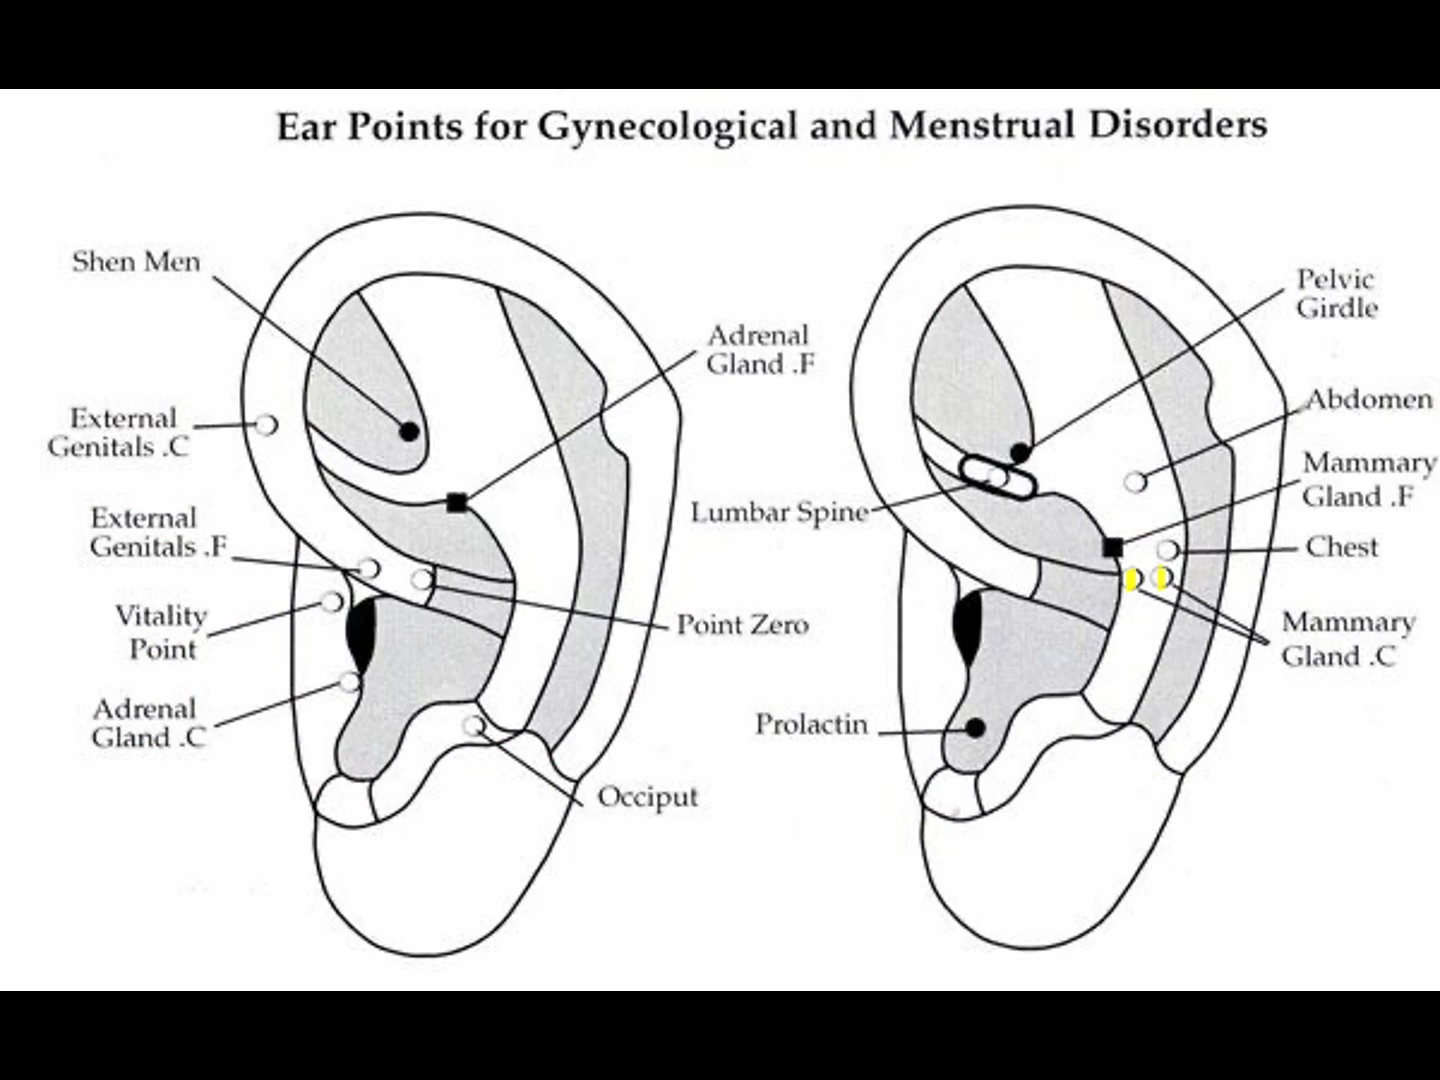 Ear Points for Gynecological and Menstrual Disorders
Shen Men
Adrenal
Gland .F
External
Genitals .C
External
Genitals .F
Vitality
Point
Point Zero
Adrenal
Gland .C
Occiput
Pelvic
Girdle
Abdomen
Mammary
Gland .F
Lumbar Spine
Chest
Mammary
Gland .C
Prolactin